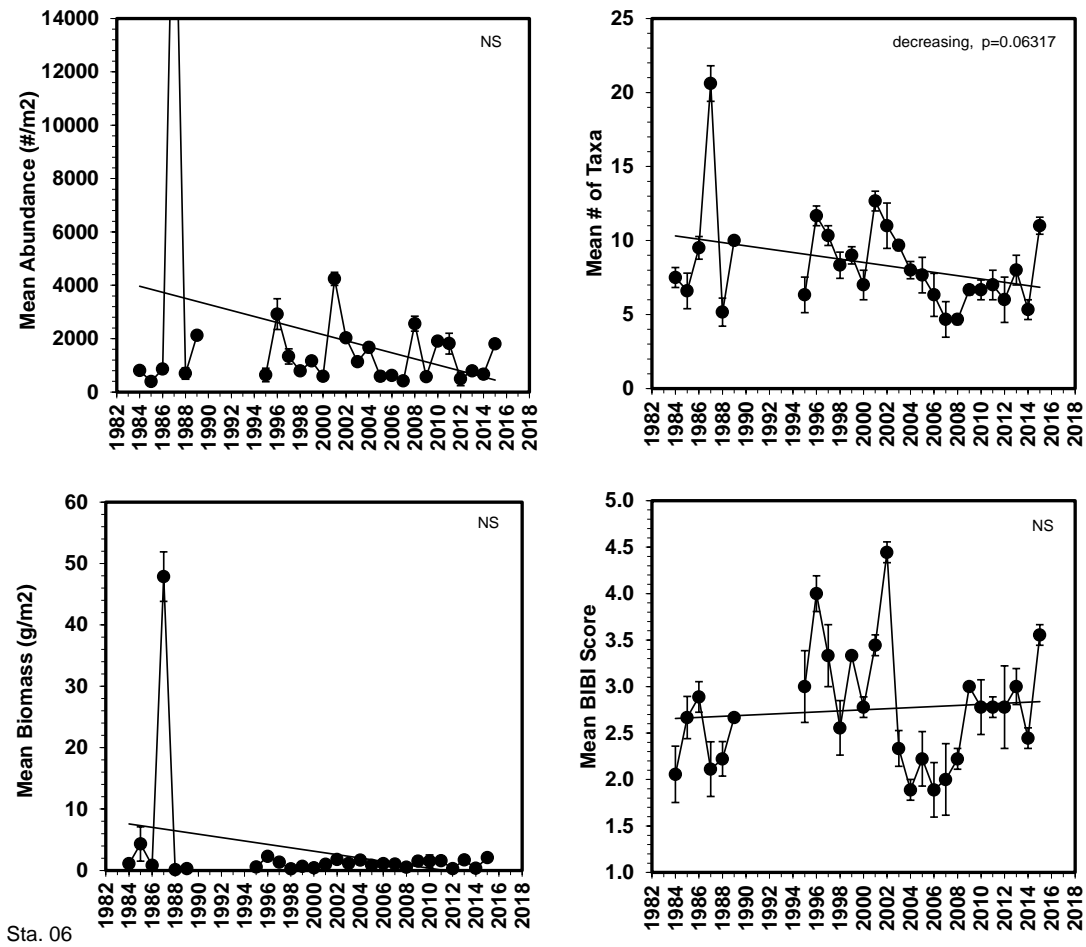 14000
12000
10000
8000
6000
4000
2000
0
Mean Abundance (#/m2)
NS
1982 1984 1986 1988 1990 1992 1994 1996 1998 2000 2002 2004 2006 2008 2010 2012 2014 2016 2018
25
20
15
10
5
0
Mean # of Taxa
decreasing, p=0.06317
1982 1984 1986 1988 1990 1992 1994 1996 1998 2000 2002 2004 2006 2008 2010 2012 2014 2016 2018
60
50
40
30
20
10
0
Mean Biomass (g/m2)
NS
1982 1984 1986 1988 1990 1992 1994 1996 1998 2000 2002 2004 2006 2008 2010 2012 2014 2016 2018
5.0
4.5
4.0
3.5
3.0
2.5
2.0
1.5
1.0
Mean BIBI Score
NS
1982 1984 1986 1988 1990 1992 1994 1996 1998 2000 2002 2004 2006 2008 2010 2012 2014 2016 2018
Sta. 06